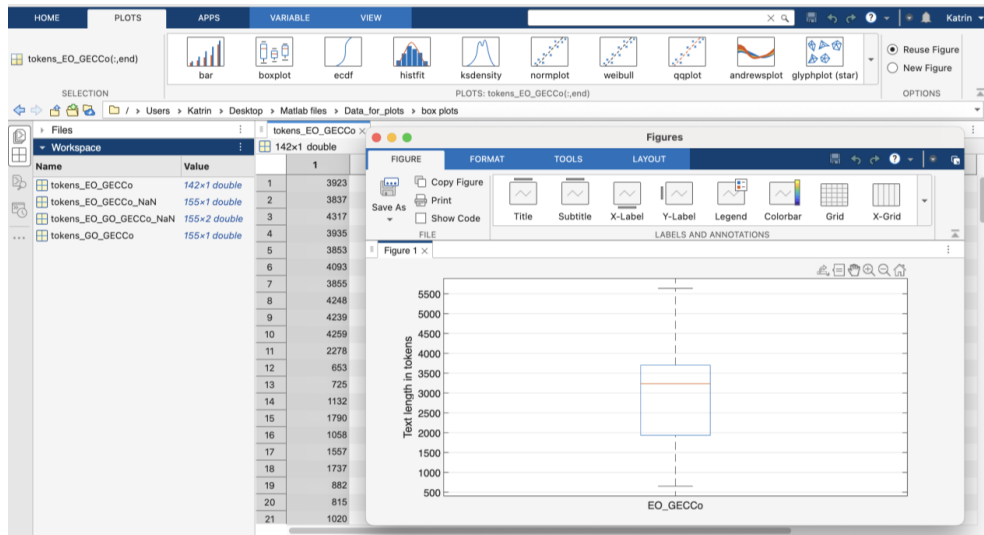 HOME PLOTS APPS VARIABLE VIEW Katrin
tokens_EO_GECCo(:,end)
bar boxplot ecdf histfit ksdensity normplot weibull qqplot andrewsplot glyphplot (star)
Reuse Figure
New Figure
SELECTION PLOTS: tokens_EO_GECCo(:,end) OPTIONS
/ › Users › Katrin › Desktop › Matlab files › Data_for_plots › box plots
Files
Workspace
Name Value
tokens_EO_GECCo 142×1 double
tokens_EO_GECCo_NaN 155×1 double
tokens_EO_GO_GECCo_NaN 155×2 double
tokens_GO_GECCo 155×1 double
tokens_EO_GECCo
142×1 double
1
1 3923
2 3837
3 4317
4 3935
5 3853
6 4093
7 3855
8 4248
9 4239
10 4259
11 2278
12 653
13 725
14 1132
15 1790
16 1058
17 1557
18 1737
19 882
20 815
21 1020
Figures
FIGURE FORMAT TOOLS LAYOUT
Save As
Copy Figure
Print
Show Code
Title Subtitle X-Label Y-Label Legend Colorbar Grid X-Grid
FILE LABELS AND ANNOTATIONS
Figure 1
Text length in tokens
5500
5000
4500
4000
3500
3000
2500
2000
1500
1000
500
EO_GECCo